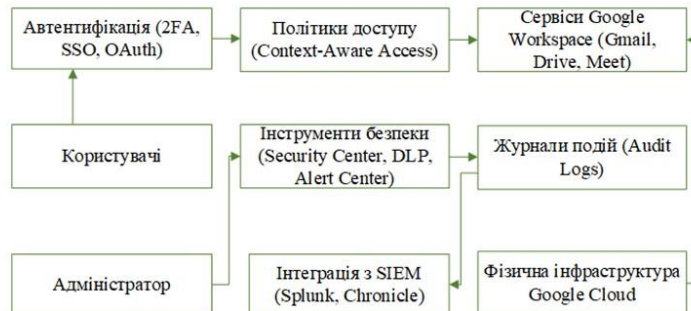 Автентифікація (2FA,
SSO, OAuth)
Політики доступу
(Context-Aware Access)
Сервіси Google
Workspace (Gmail,
Drive, Meet)
Користувачі
Інструменти безпеки
(Security Center, DLP,
Alert Center)
Журнали подій (Audit
Logs)
Адміністратор
Інтеграція з SIEM
(Splunk, Chronicle)
Фізична інфраструктура
Google Cloud